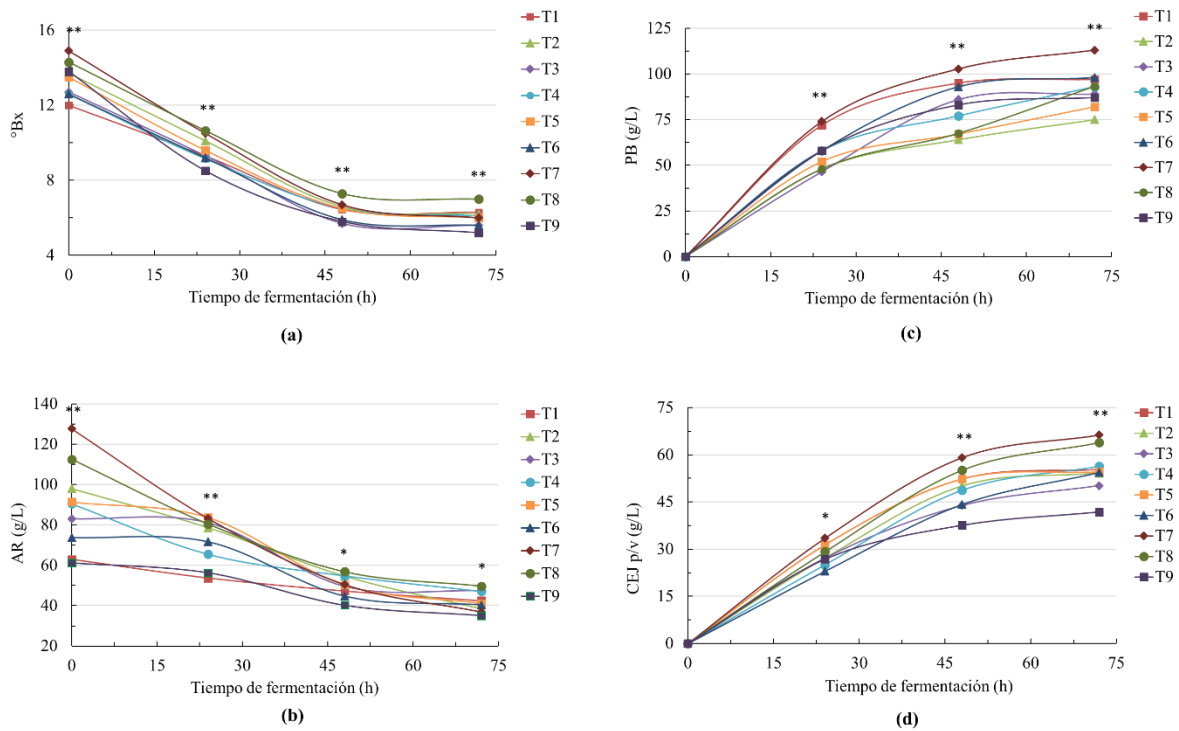 16
12
8
4
°Bx
**
**
**
**
0 15 30 45 60 75
Tiempo de fermentación (h)
(a)
T1
T2
T3
T4
T5
T6
T7
T8
T9
125
100
75
50
25
0
PB (g/L)
**
**
**
0 15 30 45 60 75
Tiempo de fermentación (h)
(c)
T1
T2
T3
T4
T5
T6
T7
T8
T9
140
120
100
80
60
40
20
AR (g/L)
**
**
*
*
0 15 30 45 60 75
Tiempo de fermentación (h)
(b)
T1
T2
T3
T4
T5
T6
T7
T8
T9
75
60
45
30
15
0
CEJ p/v (g/L)
*
**
**
0 15 30 45 60 75
Tiempo de fermentación (h)
(d)
T1
T2
T3
T4
T5
T6
T7
T8
T9